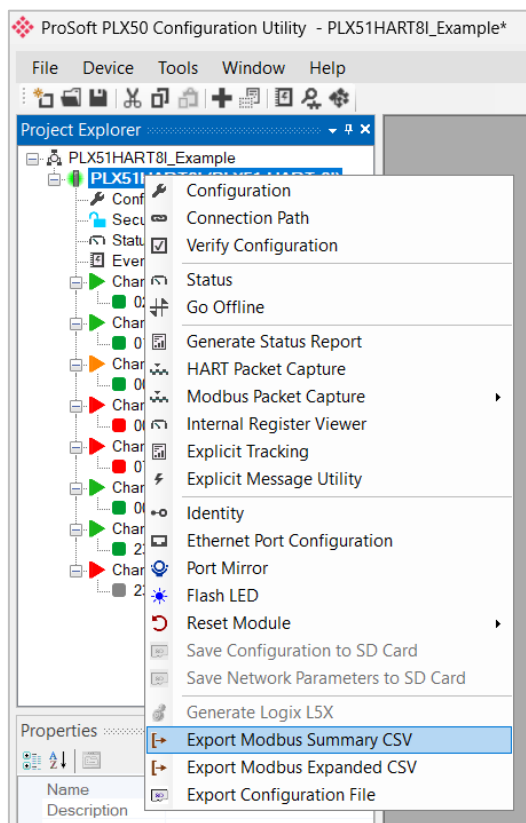 ProSoft PLX50 Configuration Utility - PLX51HART8I_Example*
File Device Tools Window Help
Project Explorer
PLX51HART8I_Example
Configuration
Connection Path
Verify Configuration
Status
Go Offline
Generate Status Report
HART Packet Capture
Modbus Packet Capture
Internal Register Viewer
Explicit Tracking
Explicit Message Utility
Identity
Ethernet Port Configuration
Port Mirror
Flash LED
Reset Module
Save Configuration to SD Card
Save Network Parameters to SD Card
Generate Logix L5X
Export Modbus Summary CSV
Export Modbus Expanded CSV
Export Configuration File
Properties
Name
Description